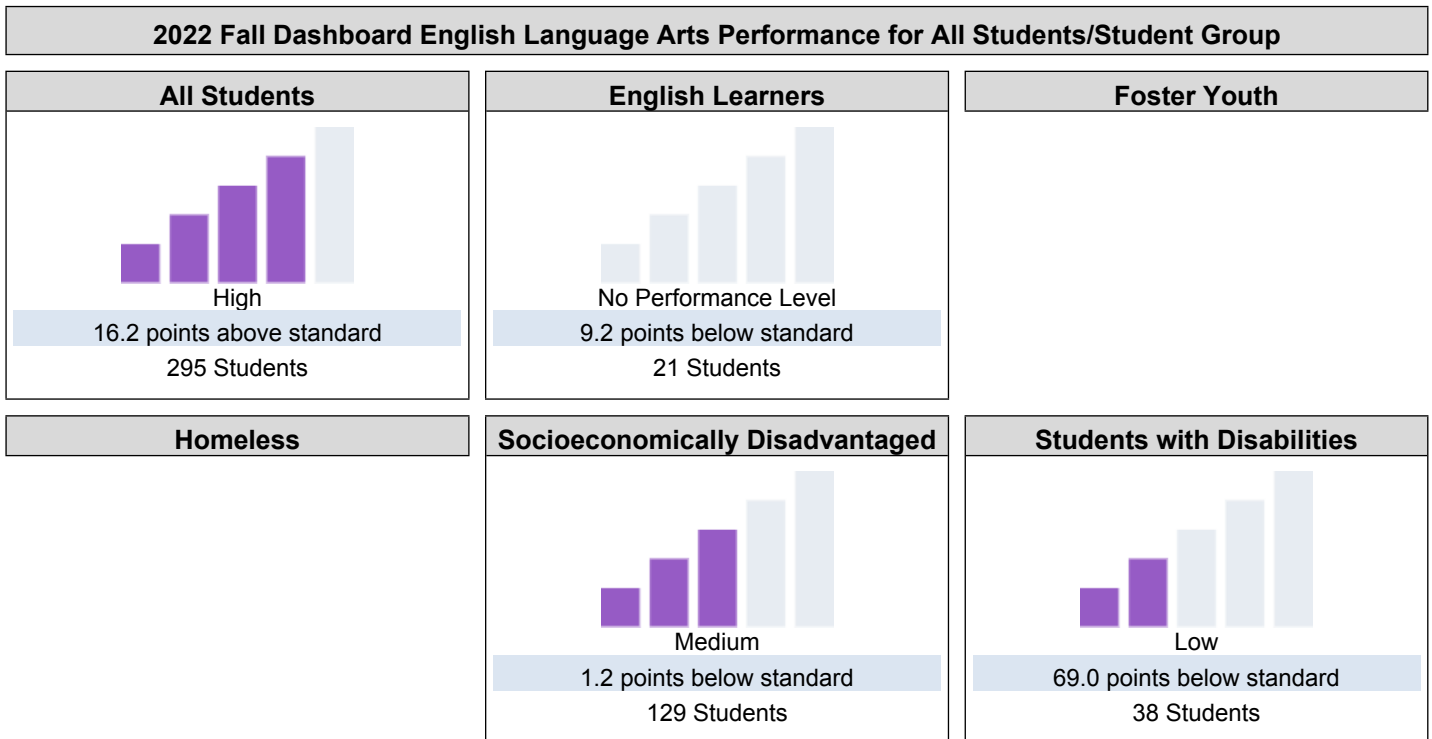 2022 Fall Dashboard English Language Arts Performance for All Students/Student Group
All Students
High
16.2 points above standard
295 Students
English Learners
No Performance Level
9.2 points below standard
21 Students
Foster Youth
Homeless
Socioeconomically Disadvantaged
Medium
1.2 points below standard
129 Students
Students with Disabilities
Low
69.0 points below standard
38 Students